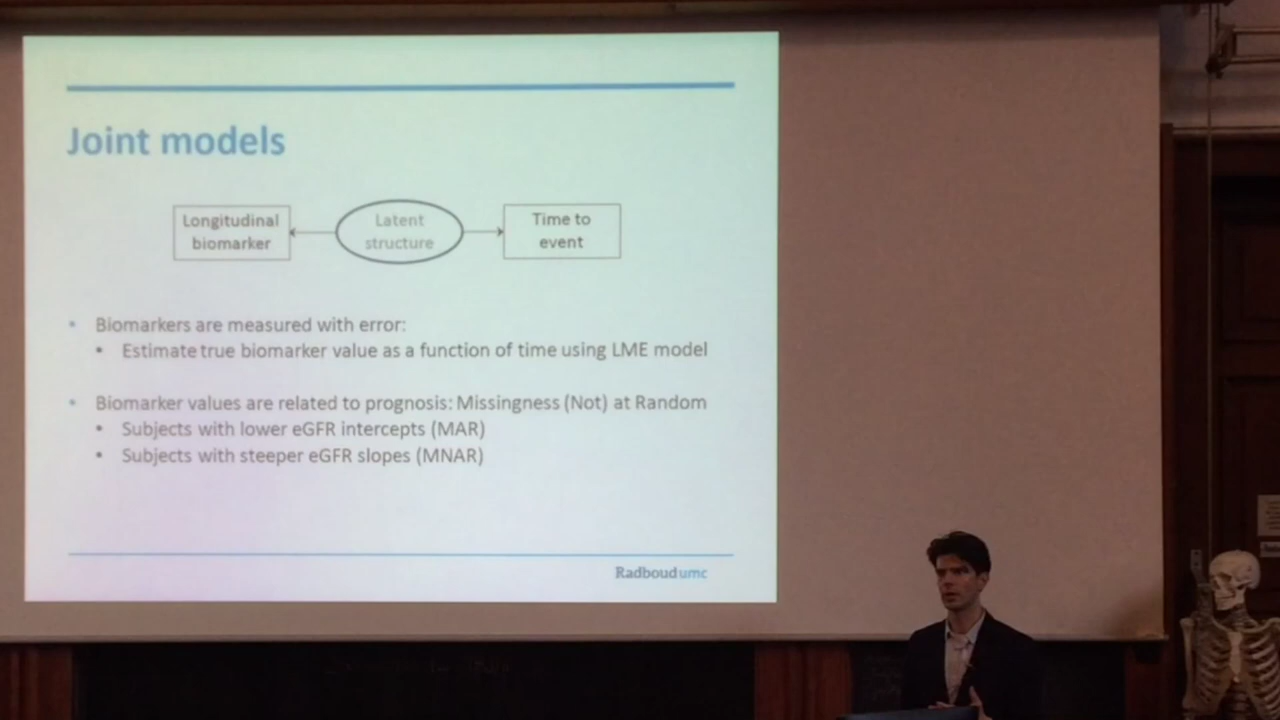 Joint models
Longitudinal
biomarker
Latent
structure
Time to
event
• Biomarkers are measured with error:
• Estimate true biomarker value as a function of time using LME model
• Biomarker values are related to prognosis: Missingness (Not) at Random
• Subjects with lower eGFR intercepts (MAR)
• Subjects with steeper eGFR slopes (MNAR)
Radboudumc